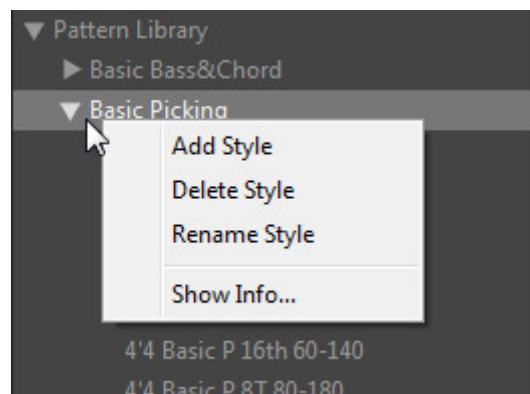 Pattern Library
Basic Bass&Chord
Basic Picking
Add Style
Delete Style
Rename Style
Show Info...
4'4 Basic P 16th 60-140
4'4 Basic P 8T 80-180